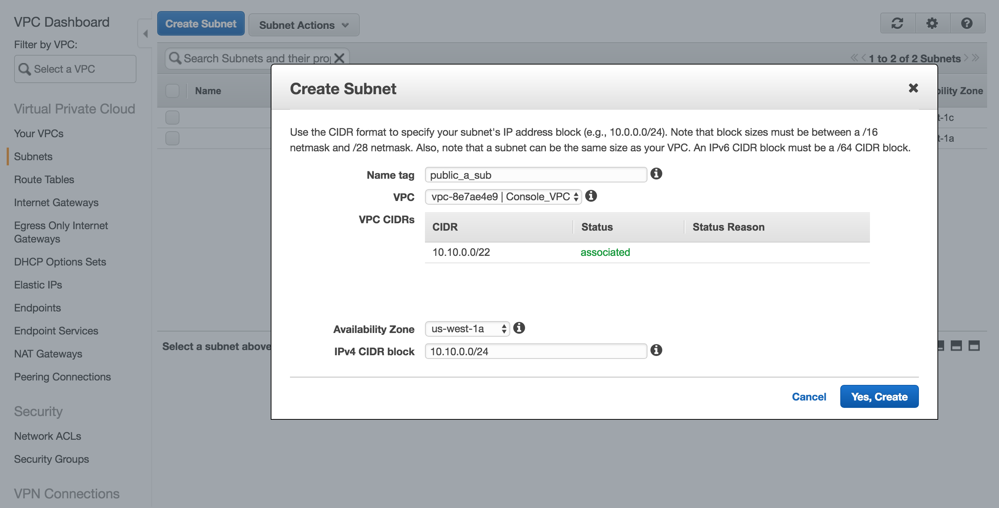 VPC Dashboard
Filter by VPC:
Select a VPC
Virtual Private Cloud
Your VPCs
Subnets
Route Tables
Internet Gateways
Egress Only Internet
Gateways
DHCP Options Sets
Elastic IPs
Endpoints
Endpoint Services
NAT Gateways
Peering Connections
Security
Network ACLs
Security Groups
VPN Connections
Create Subnet
Subnet Actions
Search Subnets and their
1 to 2 of 2 Subnets
Name
Zone
t-1c
t-1a
Select a subnet above
Create Subnet
Use the CIDR format to specify your subnet's IP address block (e.g., 10.0.0.0/24). Note that block sizes must be between a /16
netmask and /28 netmask. Also, note that a subnet can be the same size as your VPC. An IPv6 CIDR block must be a /64 CIDR block.
Name tag public_a_sub
VPC vpc-8e7ae4e9 | Console_VPC
VPC CIDRs
CIDR Status Status Reason
10.10.0.0/22 associated
Availability Zone us-west-1a
IPv4 CIDR block 10.10.0.0/24
Cancel Yes, Create